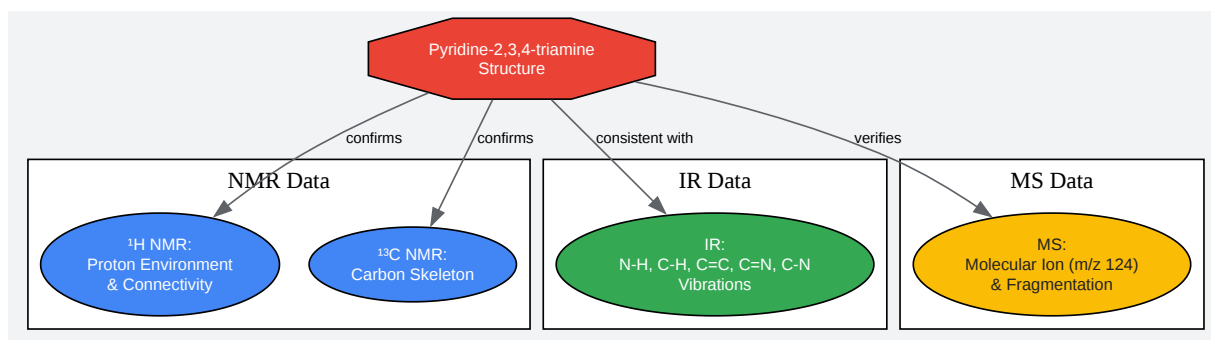 Pyridine-2,3,4-triamine
Structure
confirms
confirms
consistent with
verifies
NMR Data
IR Data
MS Data
¹H NMR:
Proton Environment
& Connectivity
¹³C NMR:
Carbon Skeleton
IR:
N-H, C-H, C=C, C=N, C-N
Vibrations
MS:
Molecular Ion (m/z 124)
& Fragmentation